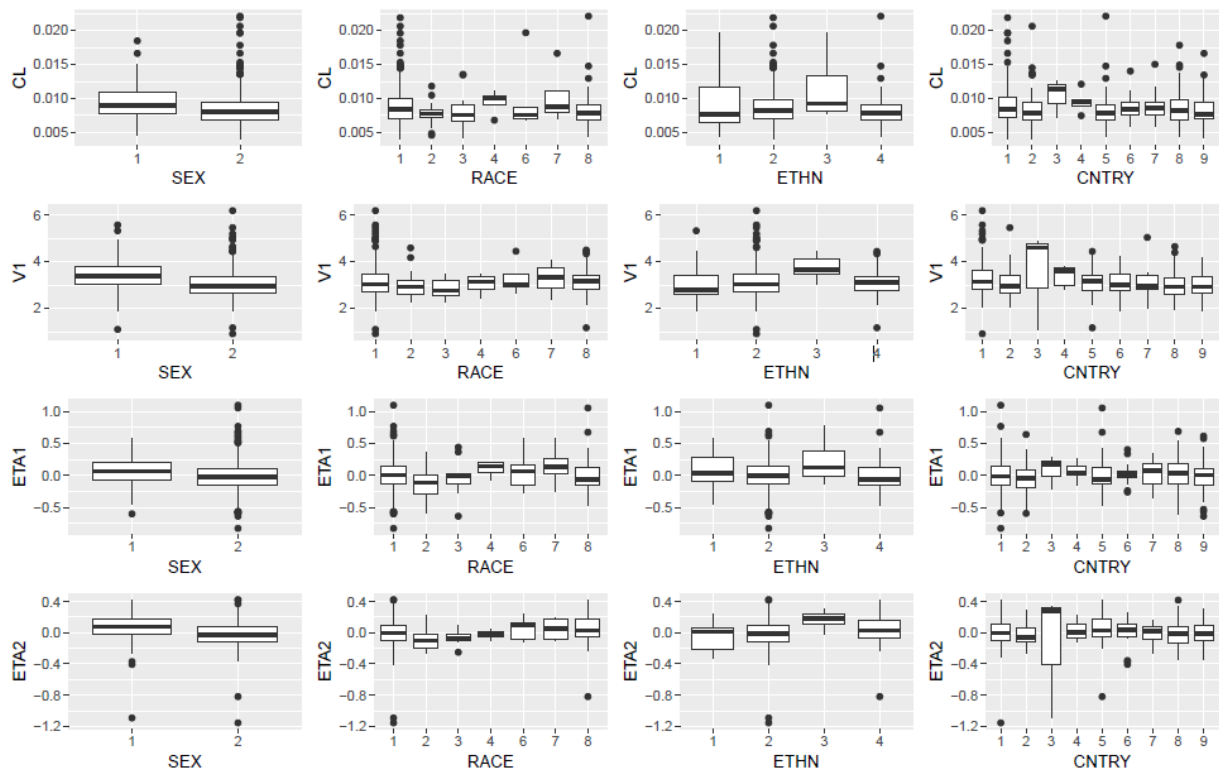 0.020
0.015
0.010
0.005
CL
1 2
SEX
0.020
0.015
0.010
0.005
CL
1 2 3 4 6 7 8
RACE
0.020
0.015
0.010
0.005
CL
1 2 3 4
ETHN
0.020
0.015
0.010
0.005
CL
1 2 3 4 5 6 7 8 9
CNTRY
6
4
2
V1
1 2
SEX
6
4
2
V1
1 2 3 4 6 7 8
RACE
6
4
2
V1
1 2 3 4
ETHN
6
4
2
V1
1 2 3 4 5 6 7 8 9
CNTRY
1.0
0.5
0.0
−0.5
ETA1
1 2
SEX
1.0
0.5
0.0
−0.5
ETA1
1 2 3 4 6 7 8
RACE
1.0
0.5
0.0
−0.5
ETA1
1 2 3 4
ETHN
1.0
0.5
0.0
−0.5
ETA1
1 2 3 4 5 6 7 8 9
CNTRY
0.4
0.0
−0.4
−0.8
−1.2
ETA2
1 2
SEX
0.4
0.0
−0.4
−0.8
−1.2
ETA2
1 2 3 4 6 7 8
RACE
0.4
0.0
−0.4
−0.8
−1.2
ETA2
1 2 3 4
ETHN
0.4
0.0
−0.4
−0.8
−1.2
ETA2
1 2 3 4 5 6 7 8 9
CNTRY